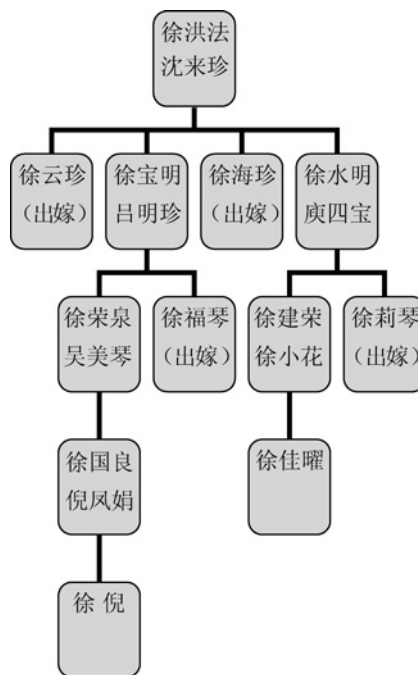 徐洪法
沈来珍
徐云珍
（出嫁）
徐宝明
吕明珍
徐海珍
（出嫁）
徐水明
庾四宝
徐荣泉
吴美琴
徐福琴
（出嫁）
徐建荣
徐小花
徐莉琴
（出嫁）
徐国良
倪凤娟
徐佳曜
徐 倪